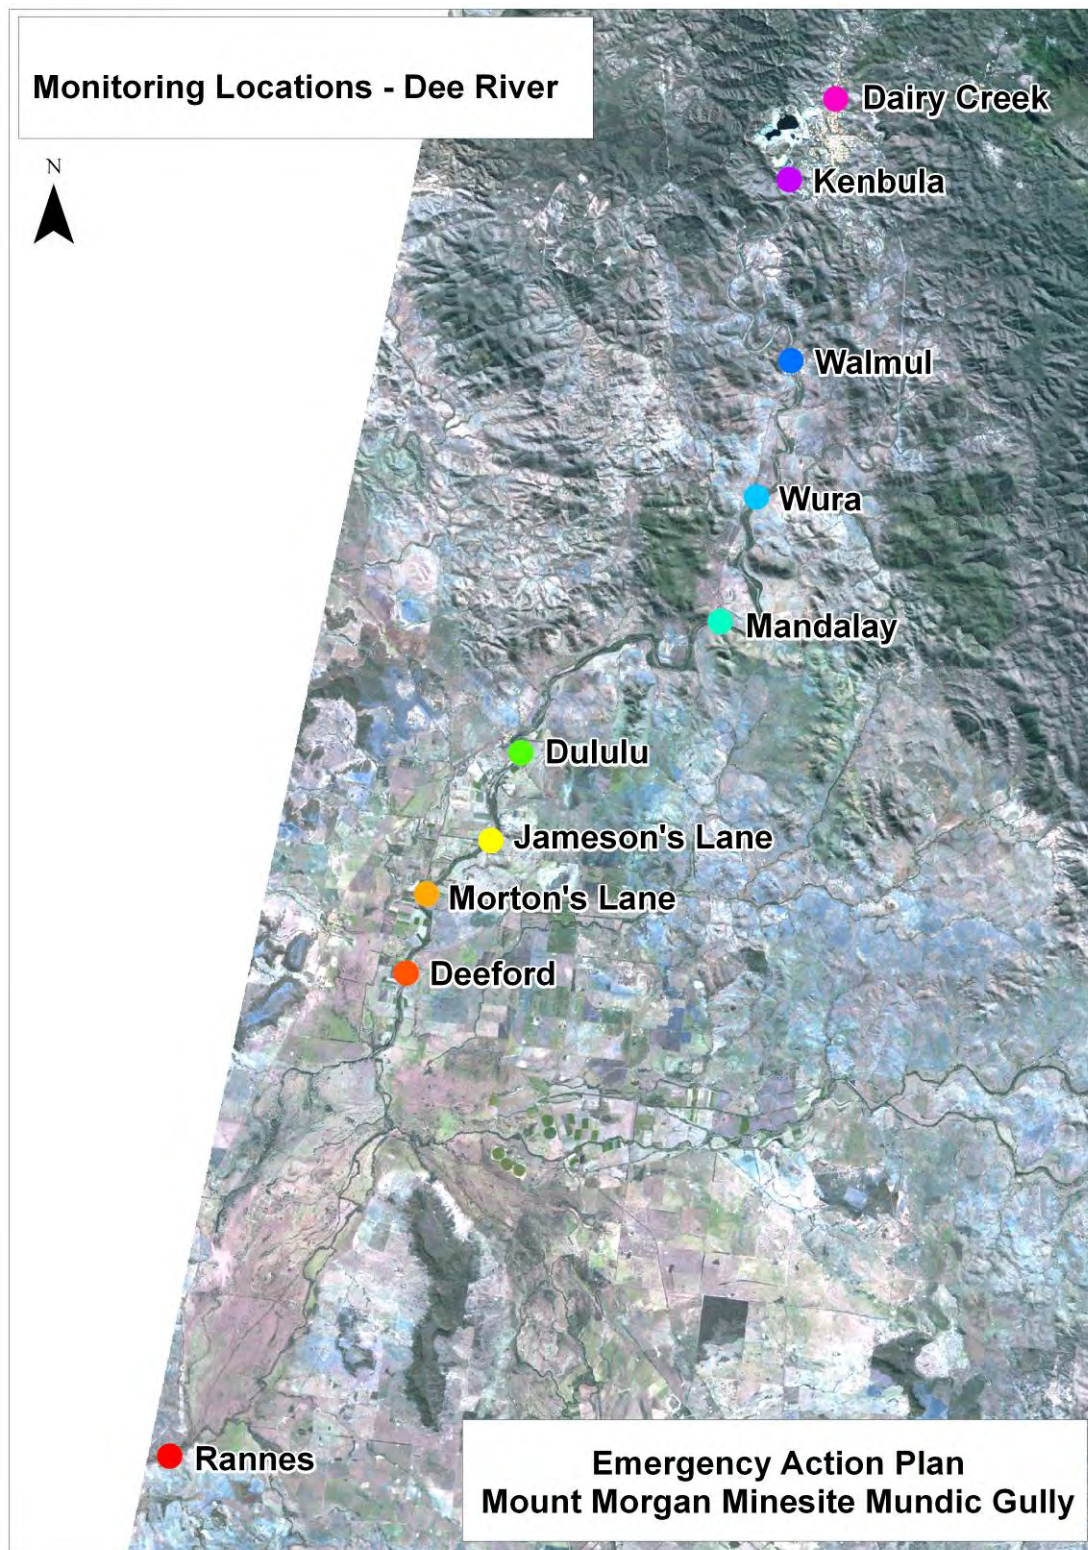 Monitoring Locations - Dee River
N
Dairy Creek
Kenbula
Walmul
Wura
Mandalay
Dululu
Jameson's Lane
Morton's Lane
Deeford
Rannes
Emergency Action Plan
Mount Morgan Minesite Mundic Gully